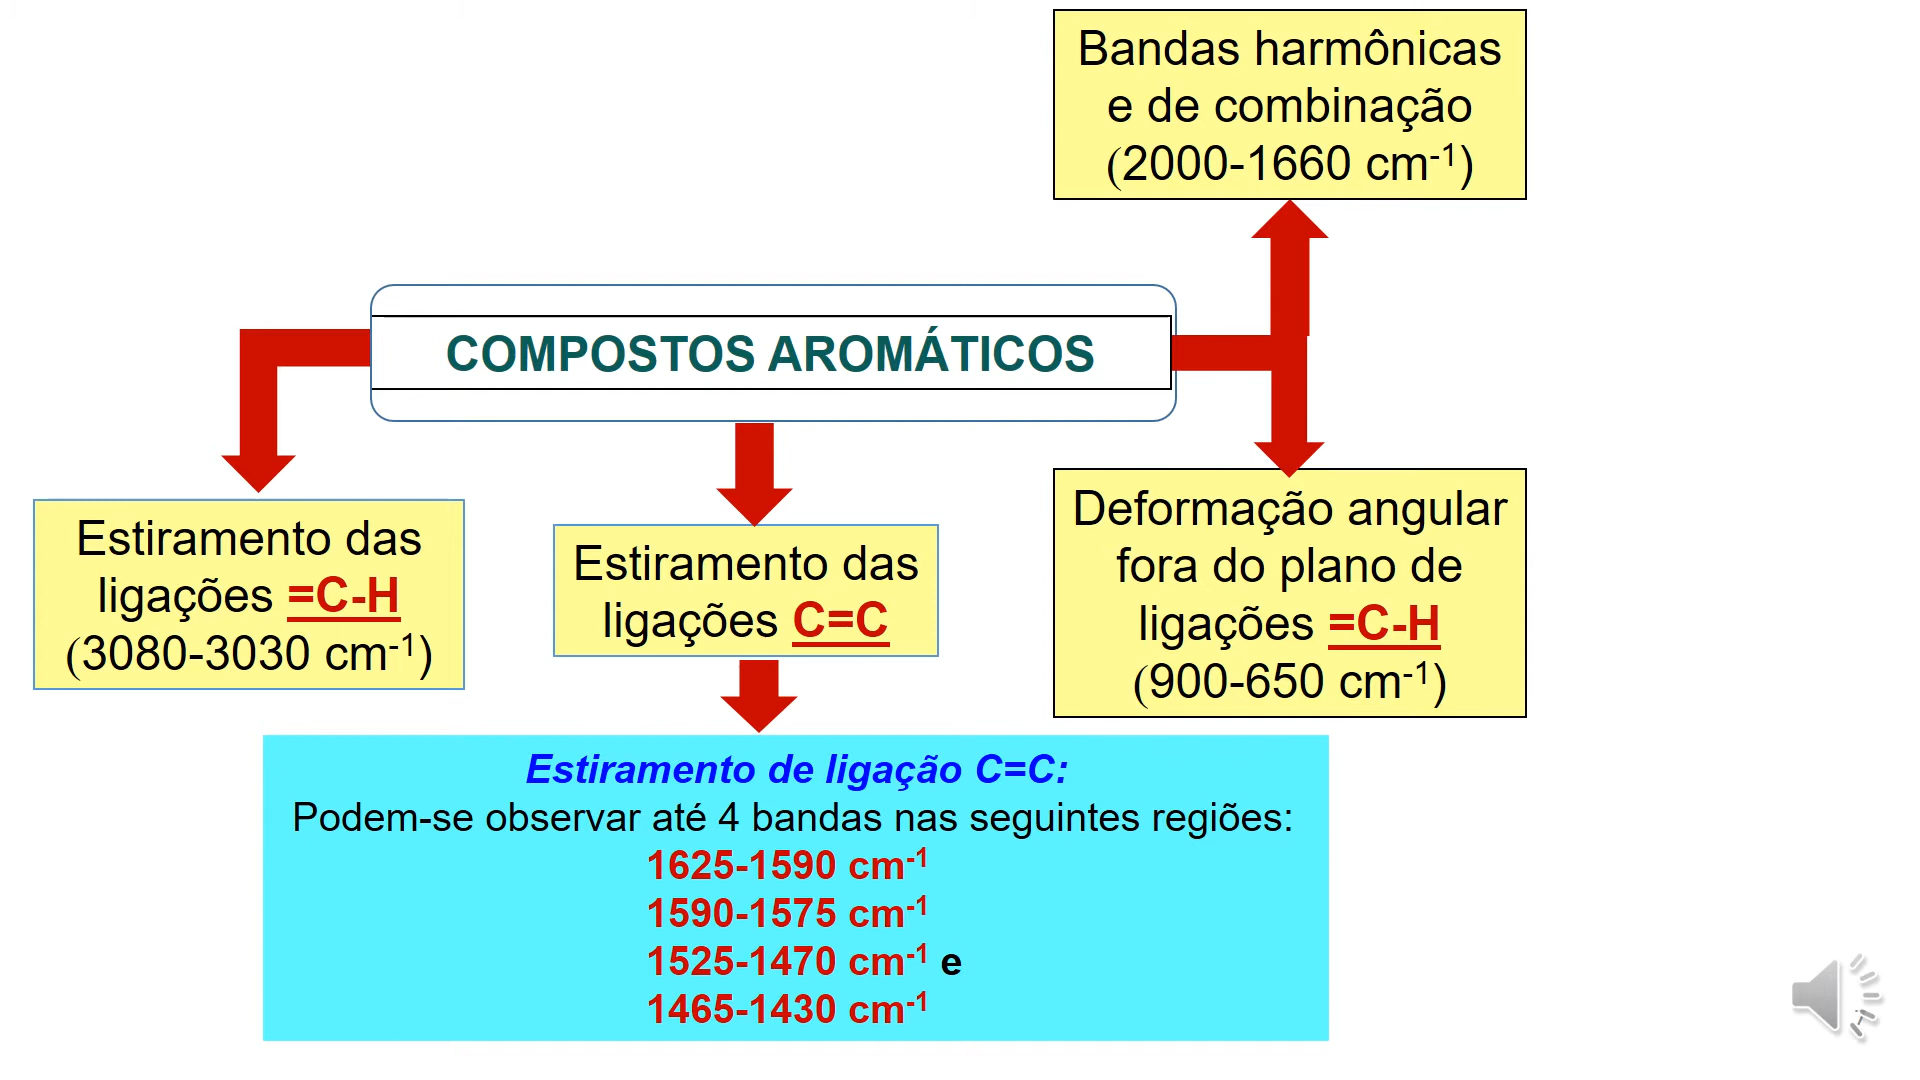 Bandas harmônicas
e de combinação
(2000-1660 cm-1)
COMPOSTOS AROMÁTICOS
Estiramento das
ligações =C-H
(3080-3030 cm-1)
Estiramento das
ligações C=C
Deformação angular
fora do plano de
ligações =C-H
(900-650 cm-1)
Estiramento de ligação C=C:
Podem-se observar até 4 bandas nas seguintes regiões:
1625-1590 cm-1
1590-1575 cm-1
1525-1470 cm-1 e
1465-1430 cm-1